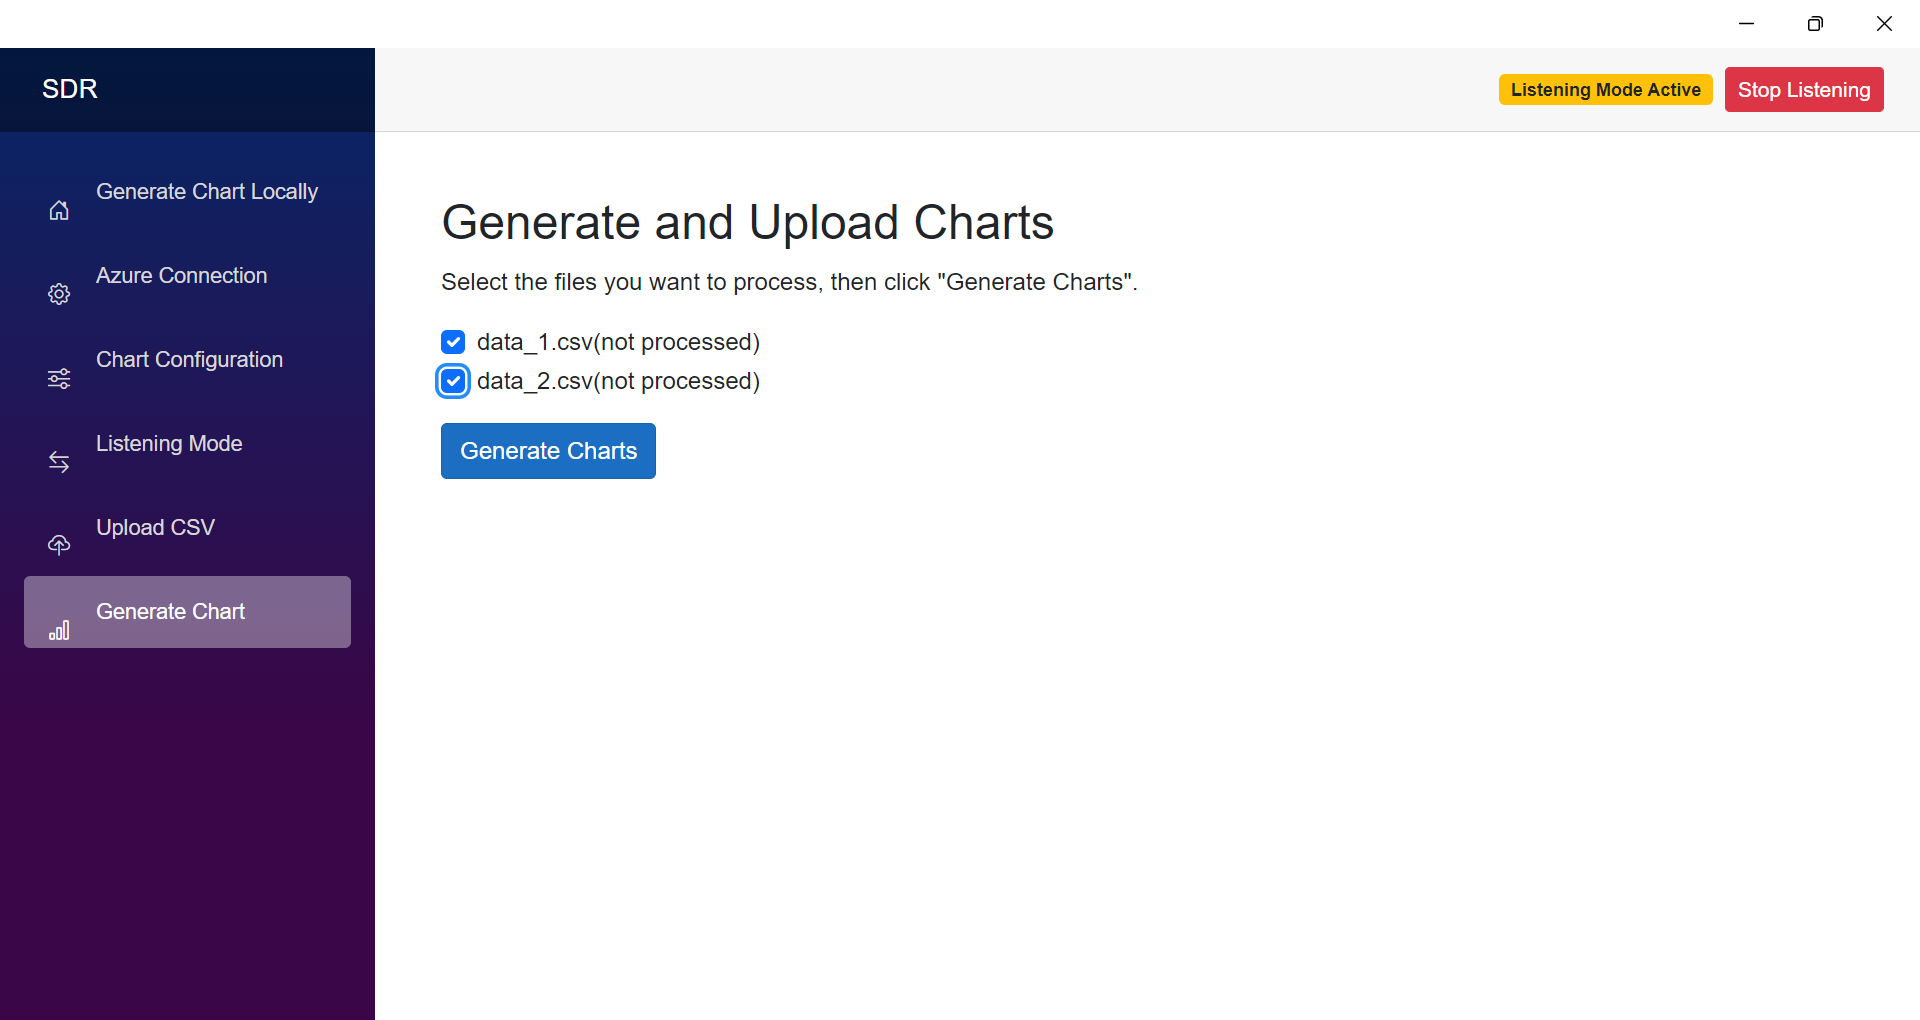 SDR
Listening Mode Active
Stop Listening
Generate Chart Locally
Azure Connection
Chart Configuration
Listening Mode
Upload CSV
Generate Chart
Generate and Upload Charts
Select the files you want to process, then click "Generate Charts".
data_1.csv(not processed)
data_2.csv(not processed)
Generate Charts